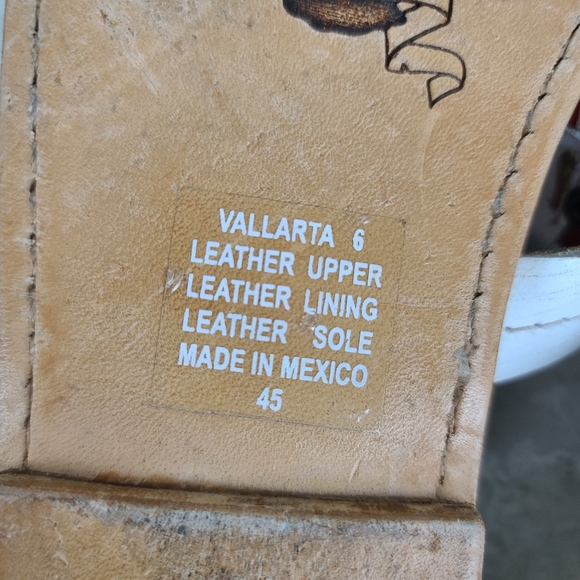 VALLARTA 6
LEATHER UPPER
LEATHER LINING
LEATHER SOLE
MADE IN MEXICO
45